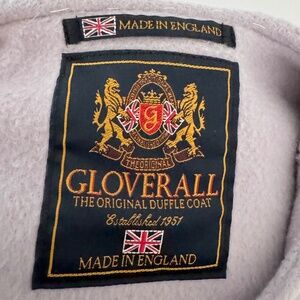 MADE IN ENGLAND
G
THE ORIGINAL
GLOVERALL
THE ORIGINAL DUFFLE COAT
Established 1951
MADE IN ENGLAND